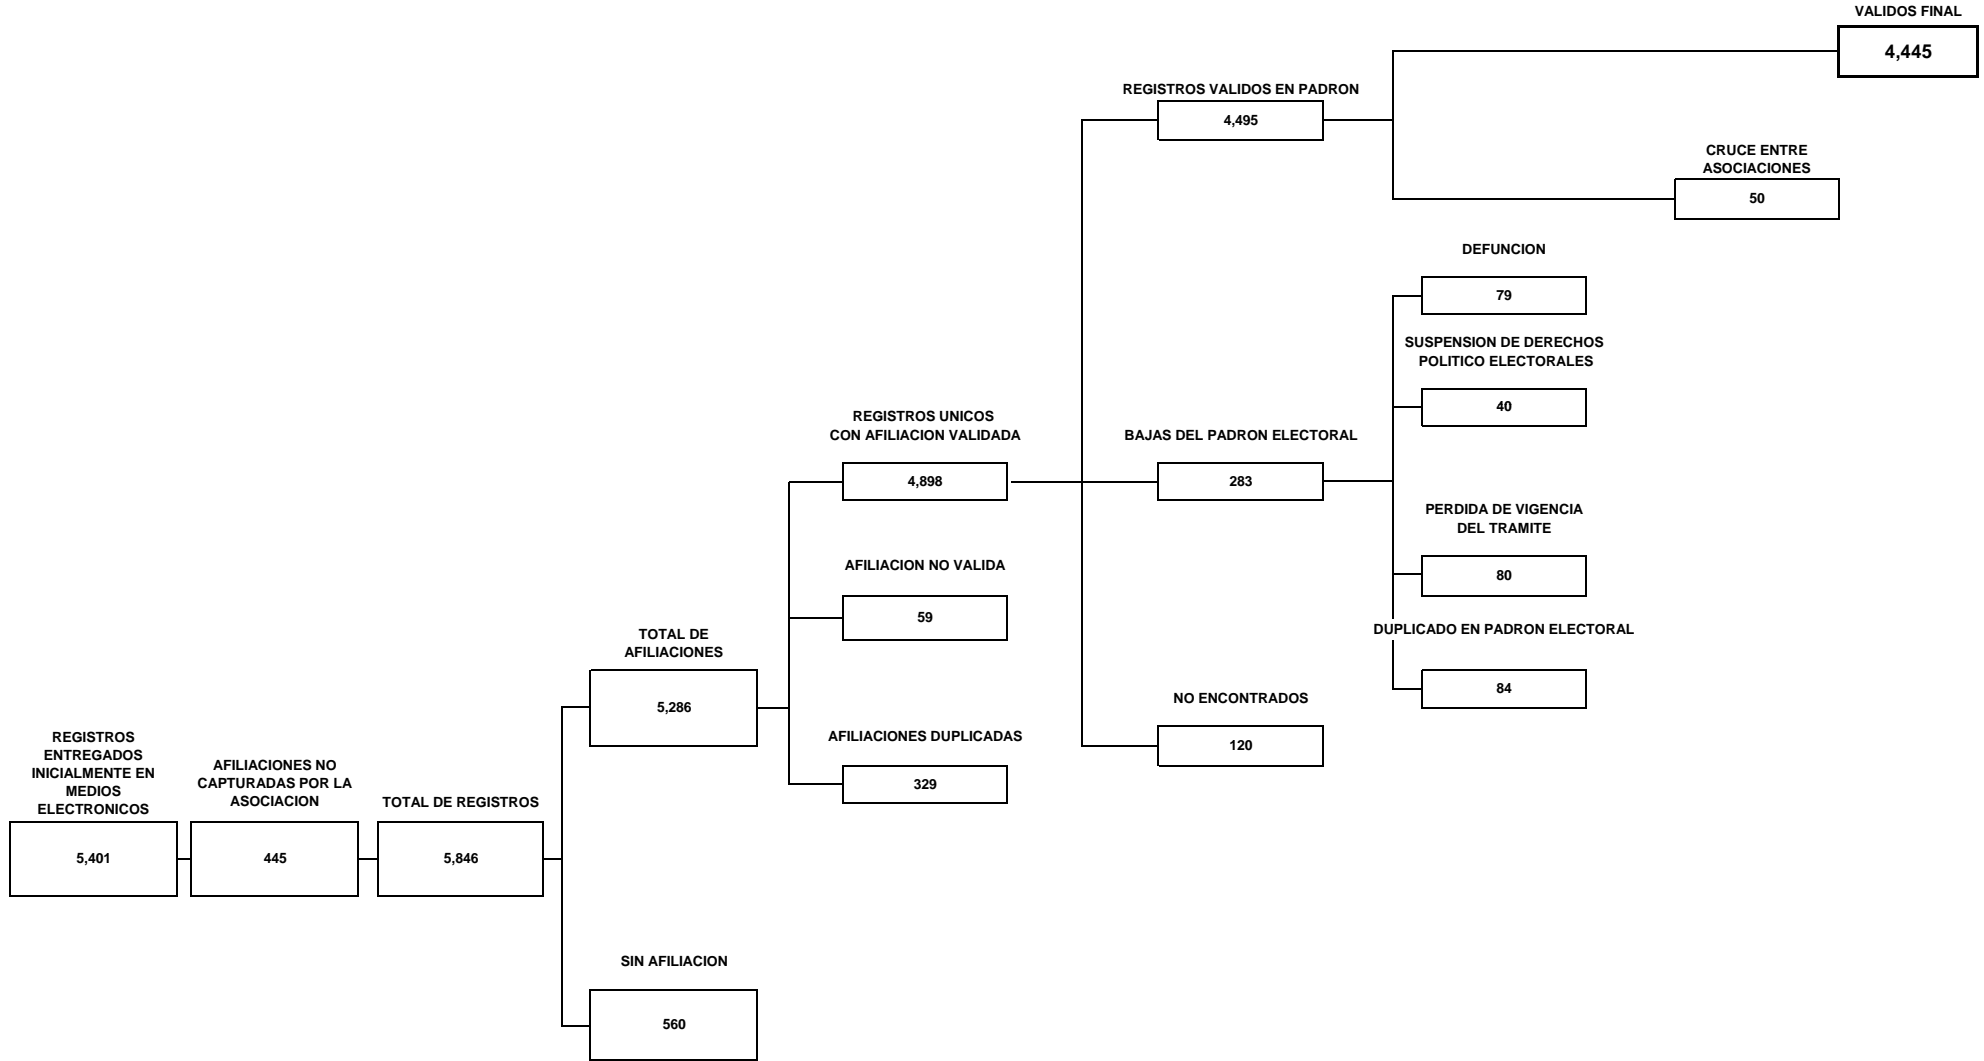 VALIDOS FINAL
4,445
REGISTROS VALIDOS EN PADRON
4,495
CRUCE ENTRE
ASOCIACIONES
50
DEFUNCION
79
SUSPENSION DE DERECHOS
POLITICO ELECTORALES
40
REGISTROS UNICOS
CON AFILIACION VALIDADA
4,898
BAJAS DEL PADRON ELECTORAL
283
PERDIDA DE VIGENCIA
DEL TRAMITE
80
AFILIACION NO VALIDA
59
DUPLICADO EN PADRON ELECTORAL
84
TOTAL DE
AFILIACIONES
5,286
NO ENCONTRADOS
120
AFILIACIONES DUPLICADAS
329
REGISTROS
ENTREGADOS
INICIALMENTE EN
MEDIOS
ELECTRONICOS
5,401
AFILIACIONES NO
CAPTURADAS POR LA
ASOCIACION
445
TOTAL DE REGISTROS
5,846
SIN AFILIACION
560